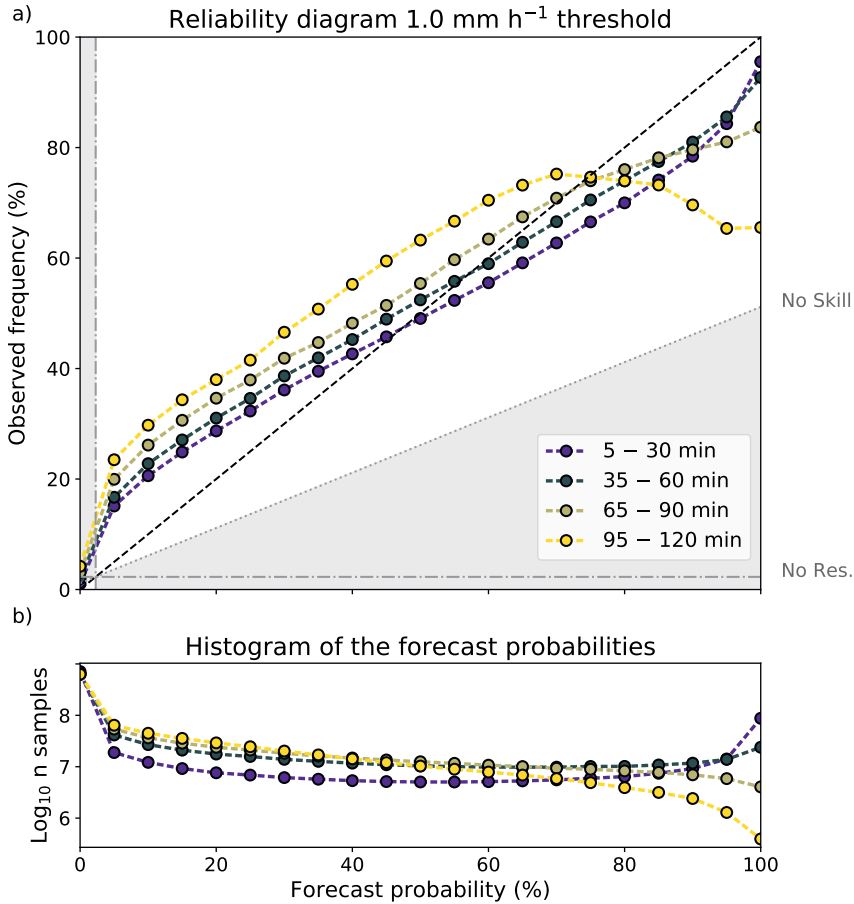 a)
Reliability diagram 1.0 mm h⁻¹ threshold
100
80
60
40
20
0
Observed frequency (%)
No Skill
No Res.
5 − 30 min
35 − 60 min
65 − 90 min
95 − 120 min
b)
Histogram of the forecast probabilities
8
7
6
Log₁₀ n samples
0 20 40 60 80 100
Forecast probability (%)